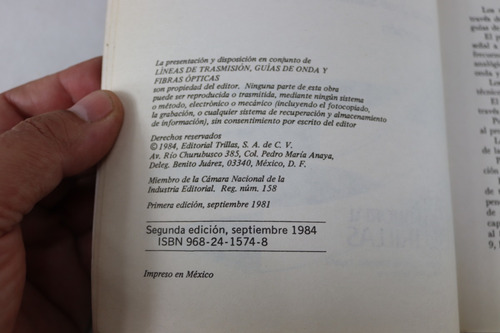 La presentación y disposición en conjunto de
LÍNEAS DE TRASMISIÓN, GUÍAS DE ONDA Y
FIBRAS ÓPTICAS
son propiedad del editor. Ninguna parte de esta obra
puede ser reproducida o trasmitida, mediante ningún sistema
o método, electrónico o mecánico (incluyendo el fotocopiado,
la grabación, o cualquier sistema de recuperación y almacenamiento
de información), sin consentimiento por escrito del editor
Derechos reservados
©1984, Editorial Trillas, S. A. de C. V.
Av. Río Churubusco 385, Col. Pedro María Anaya,
Deleg. Benito Juárez, 03340, México, D. F.
Miembro de la Cámara Nacional de la
Industria Editorial. Reg. núm. 158
Primera edición, septiembre 1981
Segunda edición, septiembre 1984
ISBN 968-24-1574-8
Impreso en México